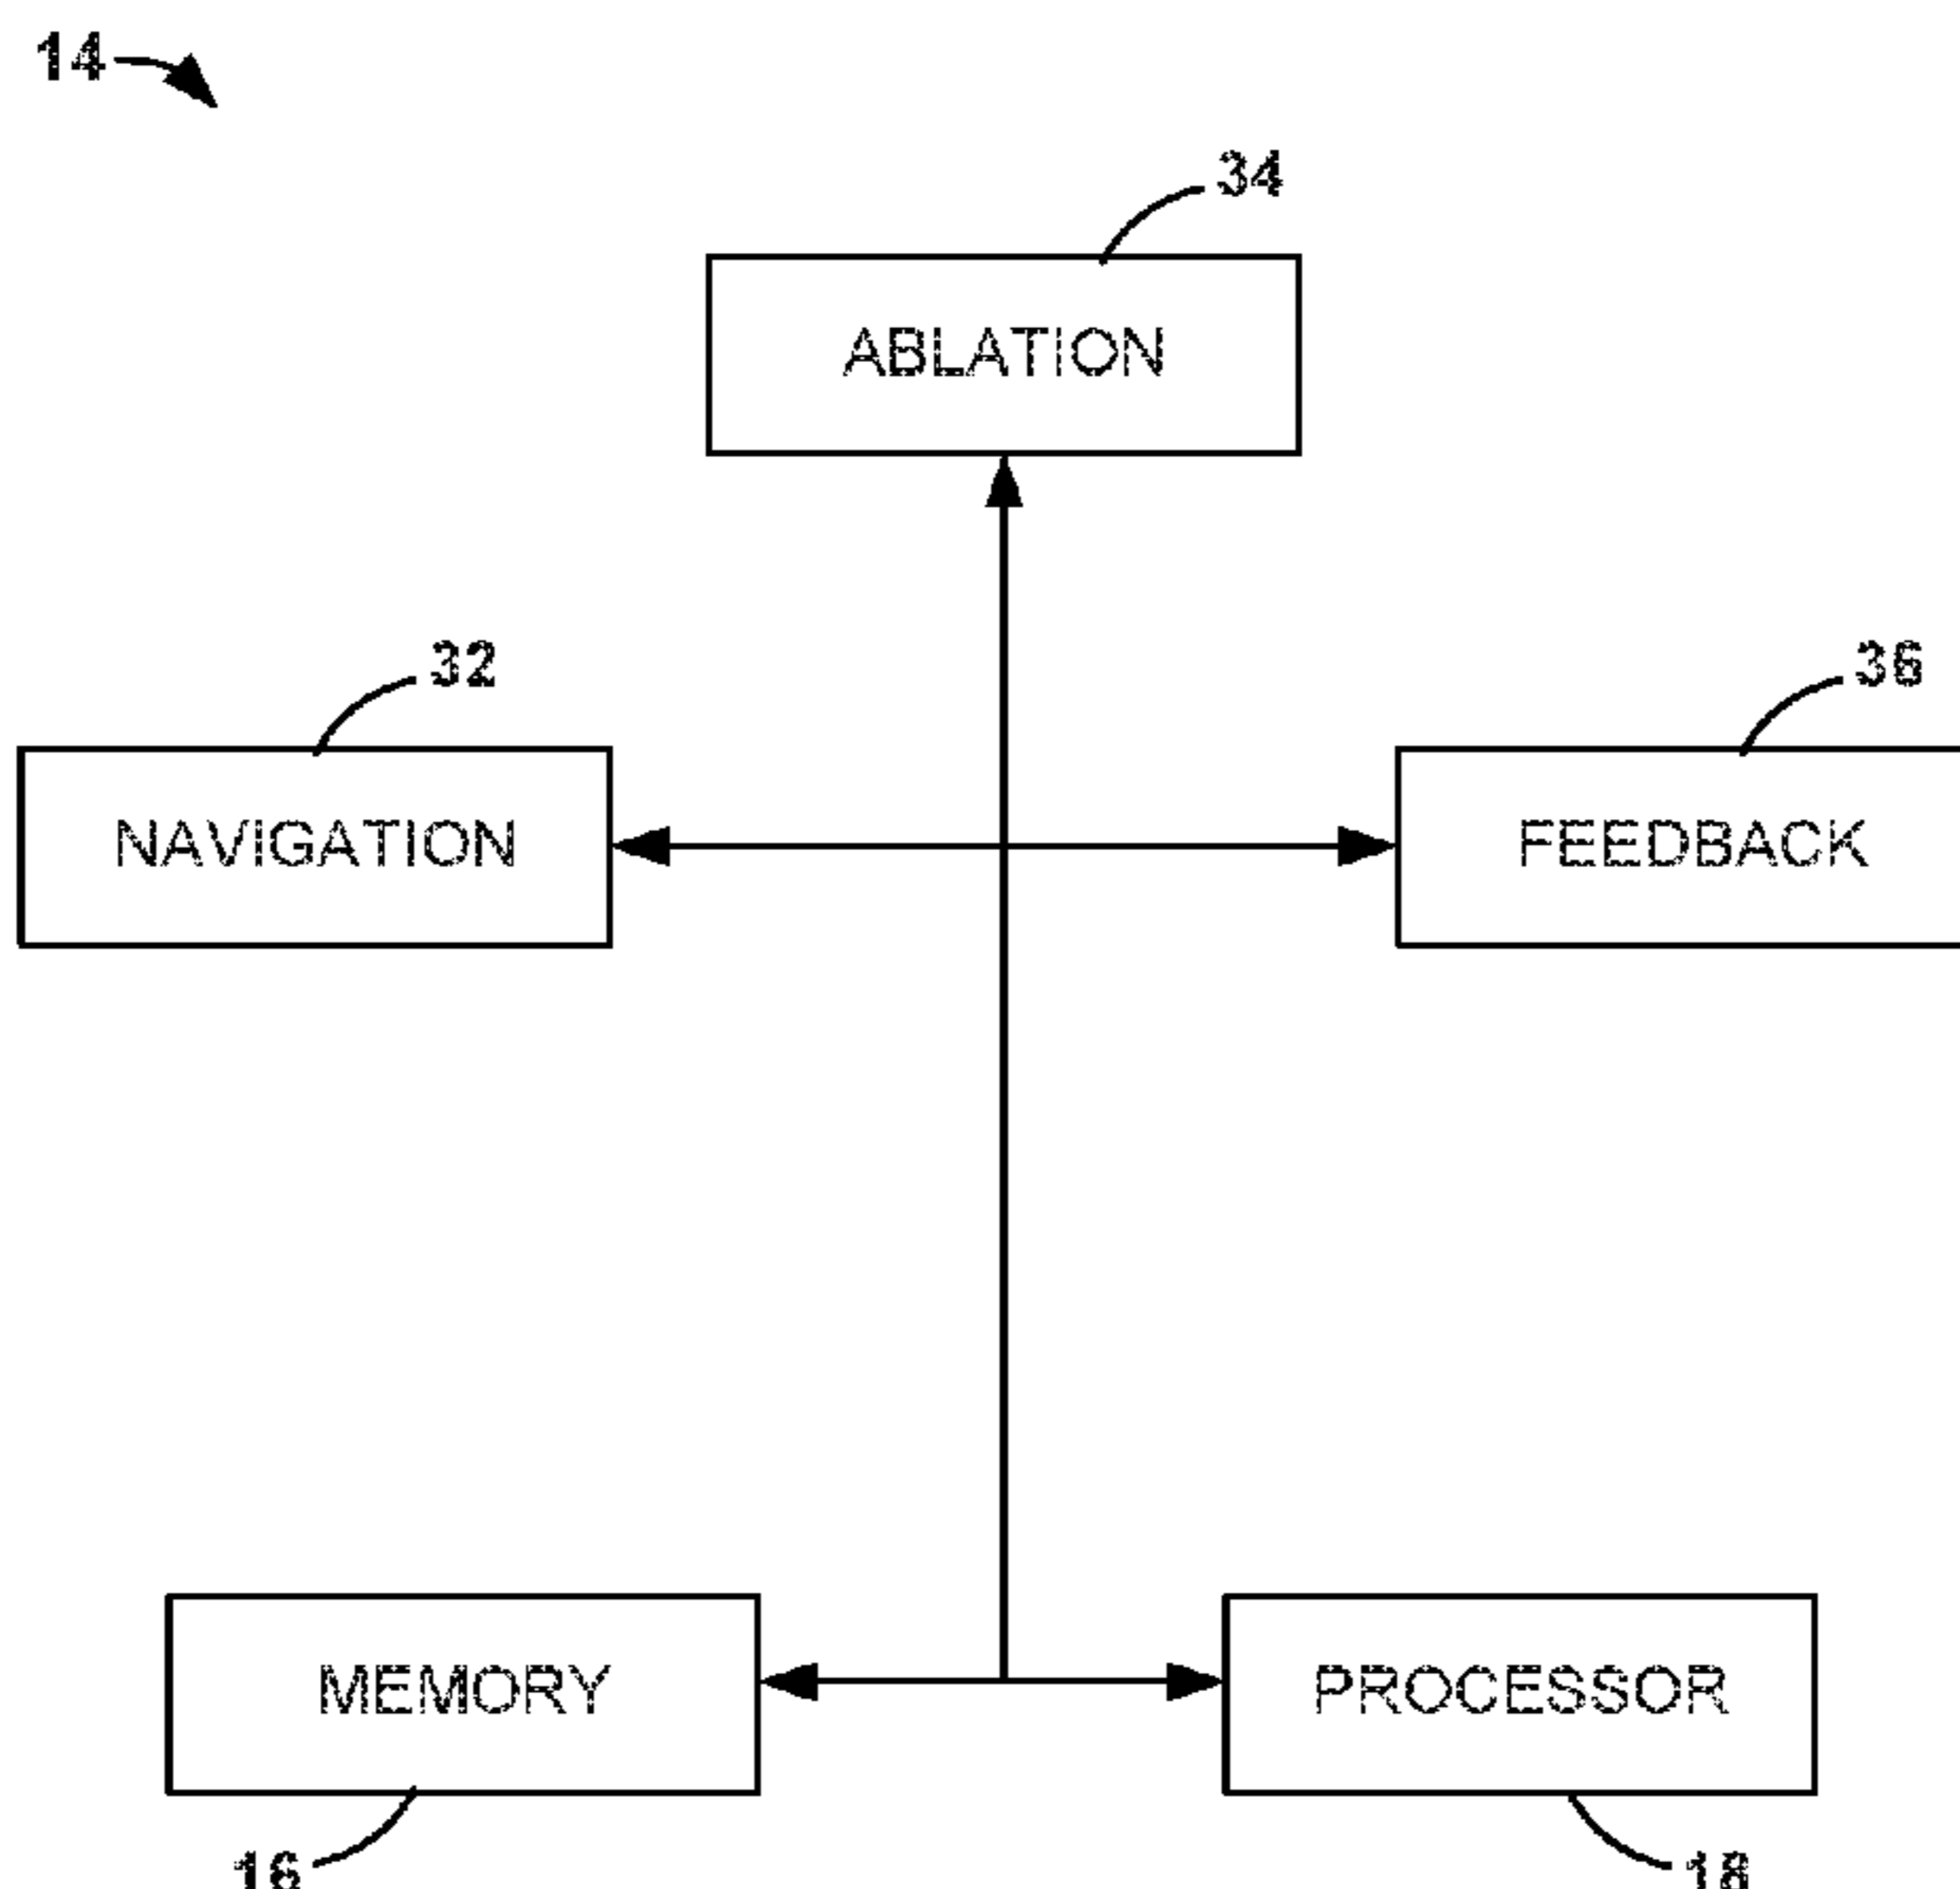 14
34
ABLATION
32
36
NAVIGATION
FEEDBACK
MEMORY
PROCESSOR
16
18